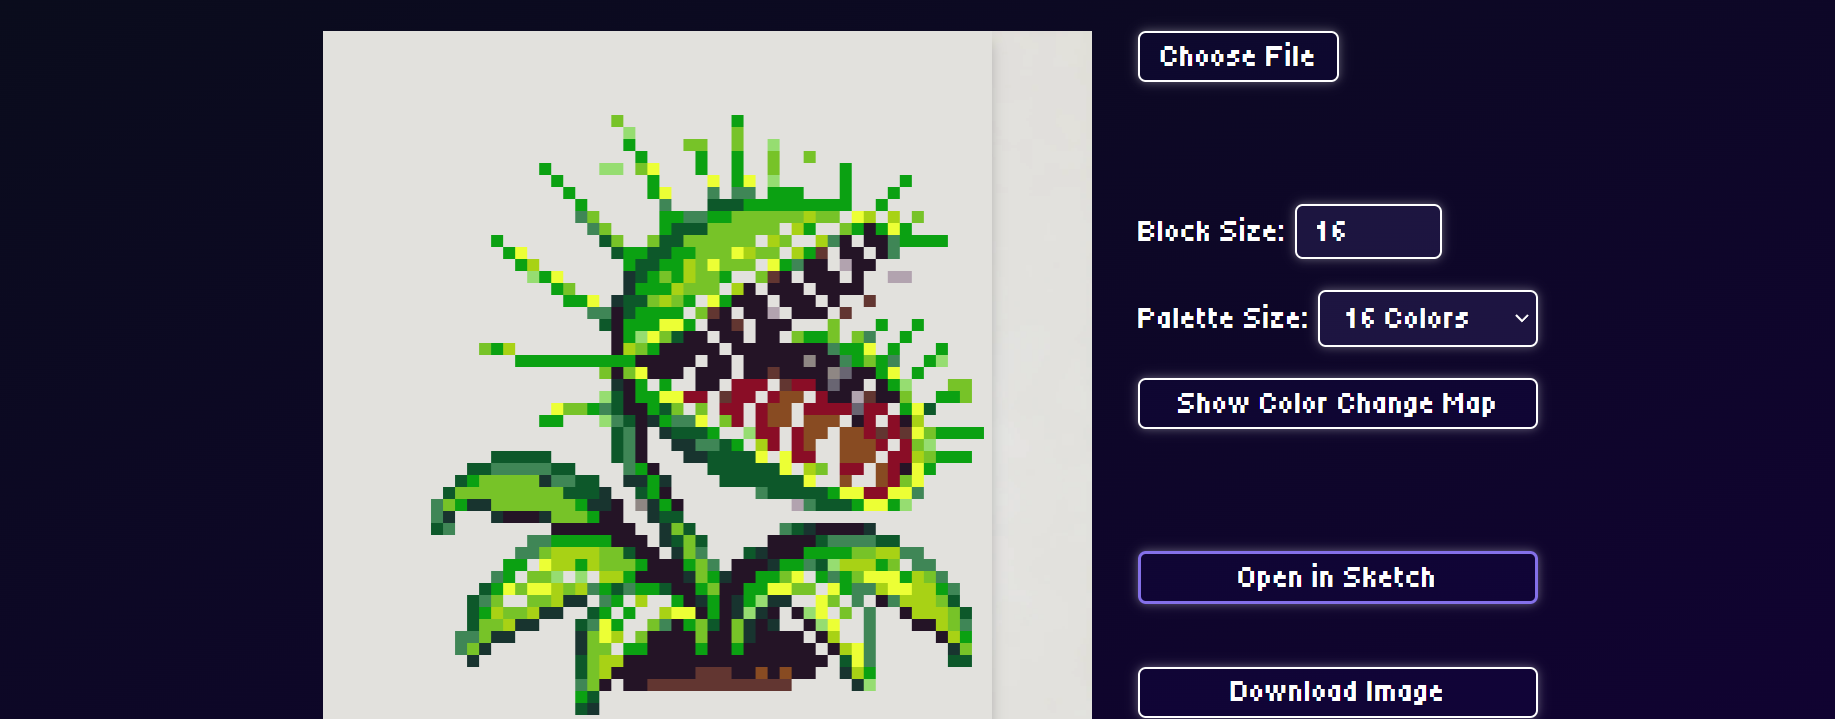 Choose File
Block Size: 16
Palette Size: 16 Colors
Show Color Change Map
Open in Sketch
Download Image